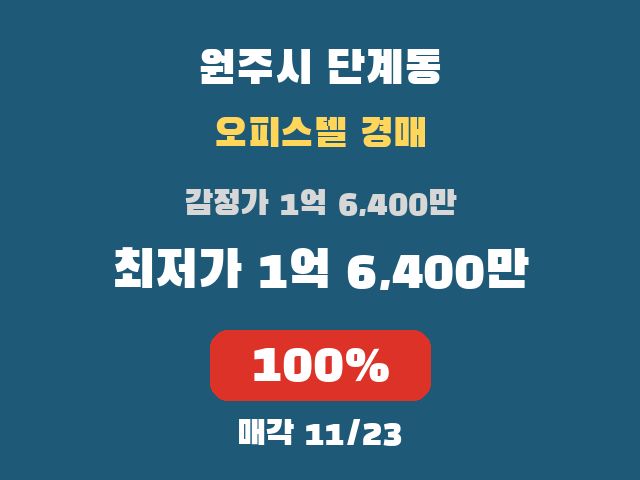 원주시 단계동
오피스텔 경매
감정가 1억 6,400만
최저가 1억 6,400만
100%
매각 11/23